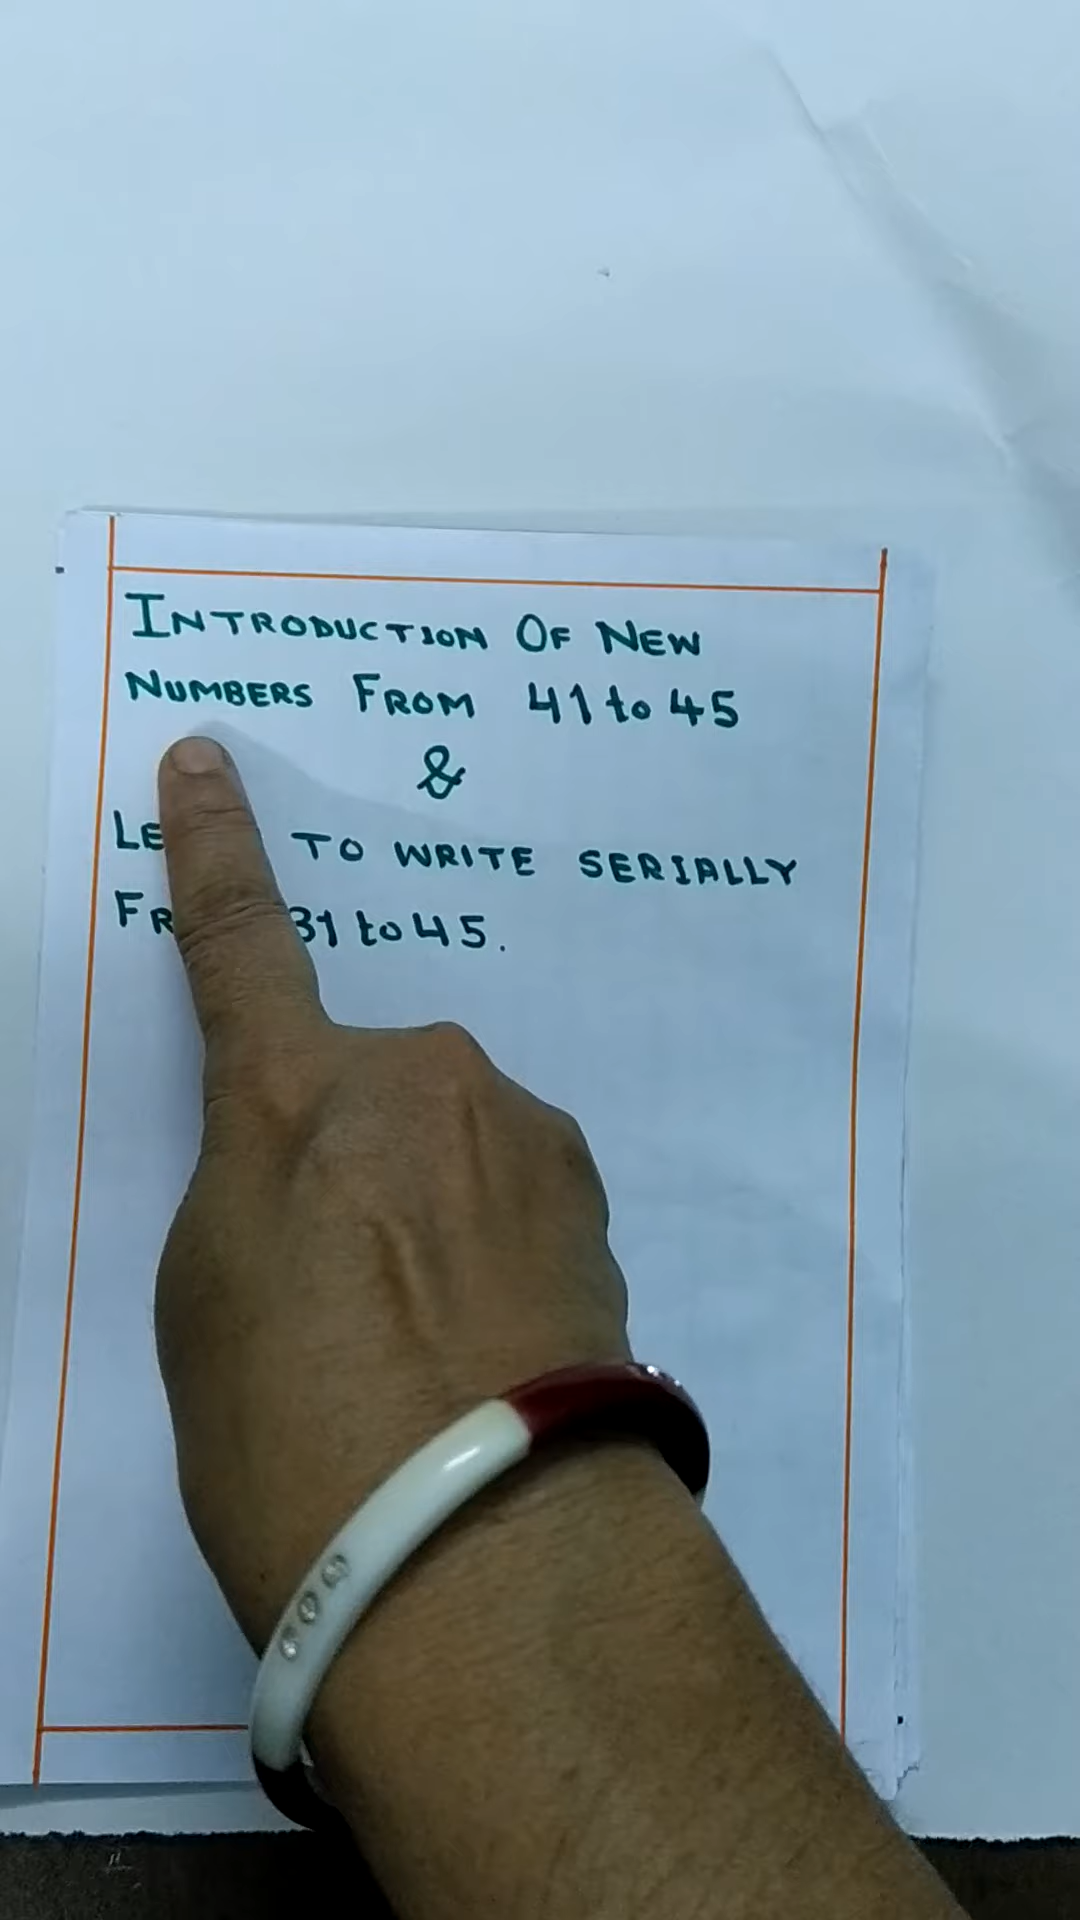 INTRODUCTION OF NEW
NUMBERS FROM 41 to 45
&
TO WRITE SERIALLY
31 to 45.